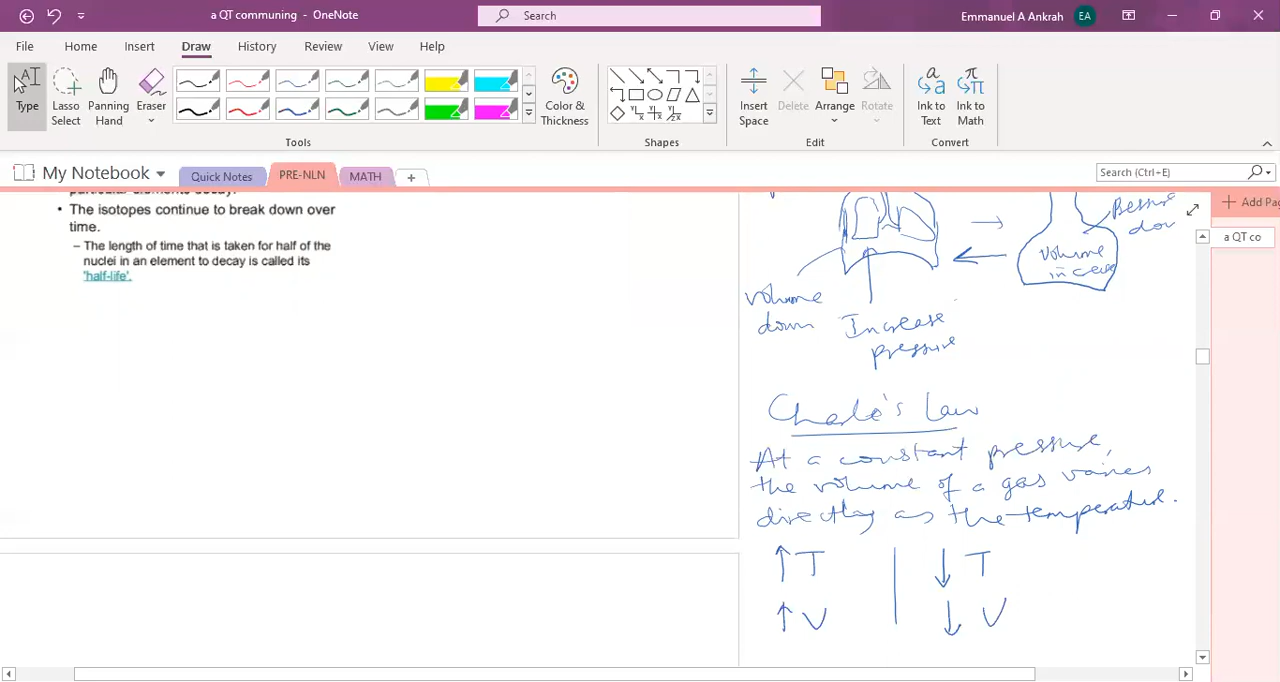 a QT communing - OneNote
Search
Emmanuel A Ankrah
EA
File
Home
Insert
Draw
History
Review
View
Help
Type
Lasso Select
Panning Hand
Eraser
Color & Thickness
Insert Space
Delete
Arrange
Rotate
Ink to Text
Ink to Math
Tools
Shapes
Edit
Convert
My Notebook
Quick Notes
PRE-NLN
MATH
Search (Ctrl+E)
Add Pag
a QT co
particular elements decay.
• The isotopes continue to break down over
time.
– The length of time that is taken for half of the
nuclei in an element to decay is called its
'half-life'.
volume
down
Increase
pressure
volume
increase
Charle's Law
At a constant pressure,
the volume of a gas varies
directly as the temperature.
↑ T
↓ T
↑ V
↓ V